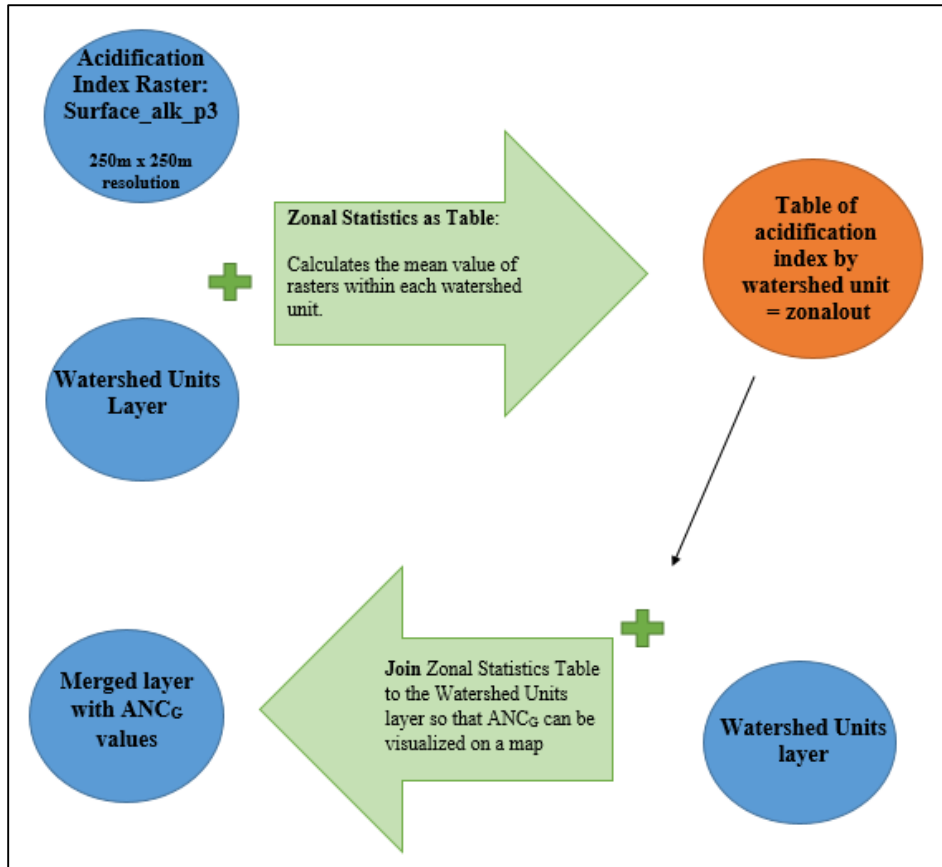 Acidification
Index Raster:
Surface_alk_p3
250m x 250m
resolution
Watershed Units
Layer
Zonal Statistics as Table:
Calculates the mean value of
rasters within each watershed
unit.
Table of
acidification
index by
watershed unit
= zonalout
Watershed Units
layer
Join Zonal Statistics Table
to the Watershed Units
layer so that ANCG can be
visualized on a map
Merged layer
with ANCG
values